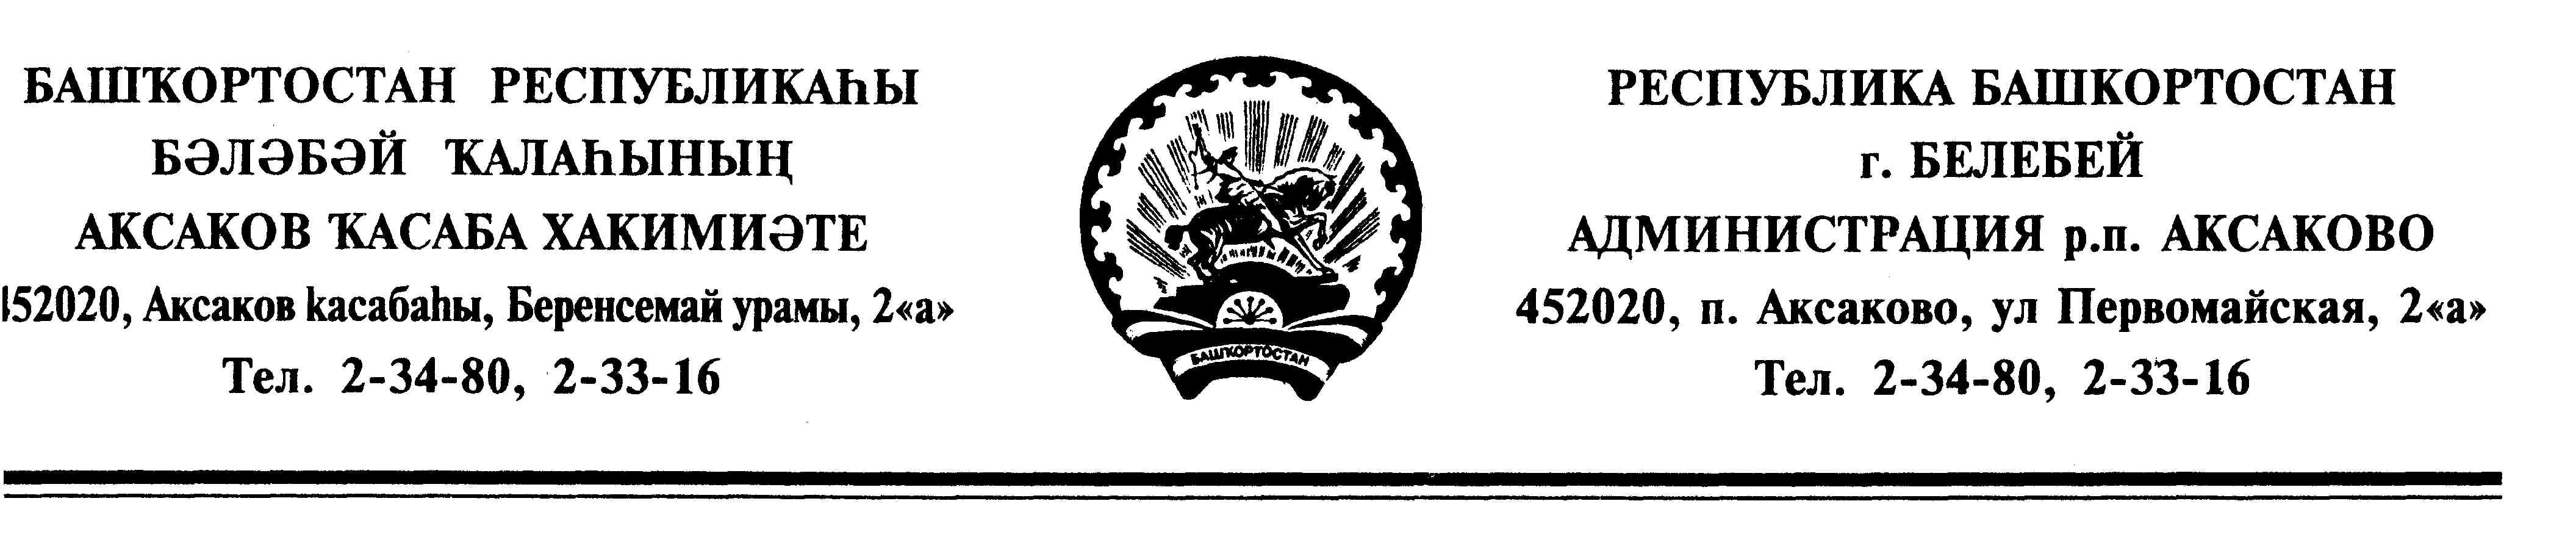 БАШҠОРТОСТАН РЕСПУБЛИКАҺЫ
БӘЛӘБӘЙ ҠАЛАҺЫНЫҢ
АКСАКОВ ҠАСАБА ХАКИМИӘТЕ
452020, Аксаков kасабаhы, Беренсемай урамы, 2«а»
Тел. 2-34-80, 2-33-16
БАШҠОРТОСТАН
РЕСПУБЛИКА БАШКОРТОСТАН
г. БЕЛЕБЕЙ
АДМИНИСТРАЦИЯ р.п. АКСАКОВО
452020, п. Аксаково, ул Первомайская, 2«а»
Тел. 2-34-80, 2-33-16